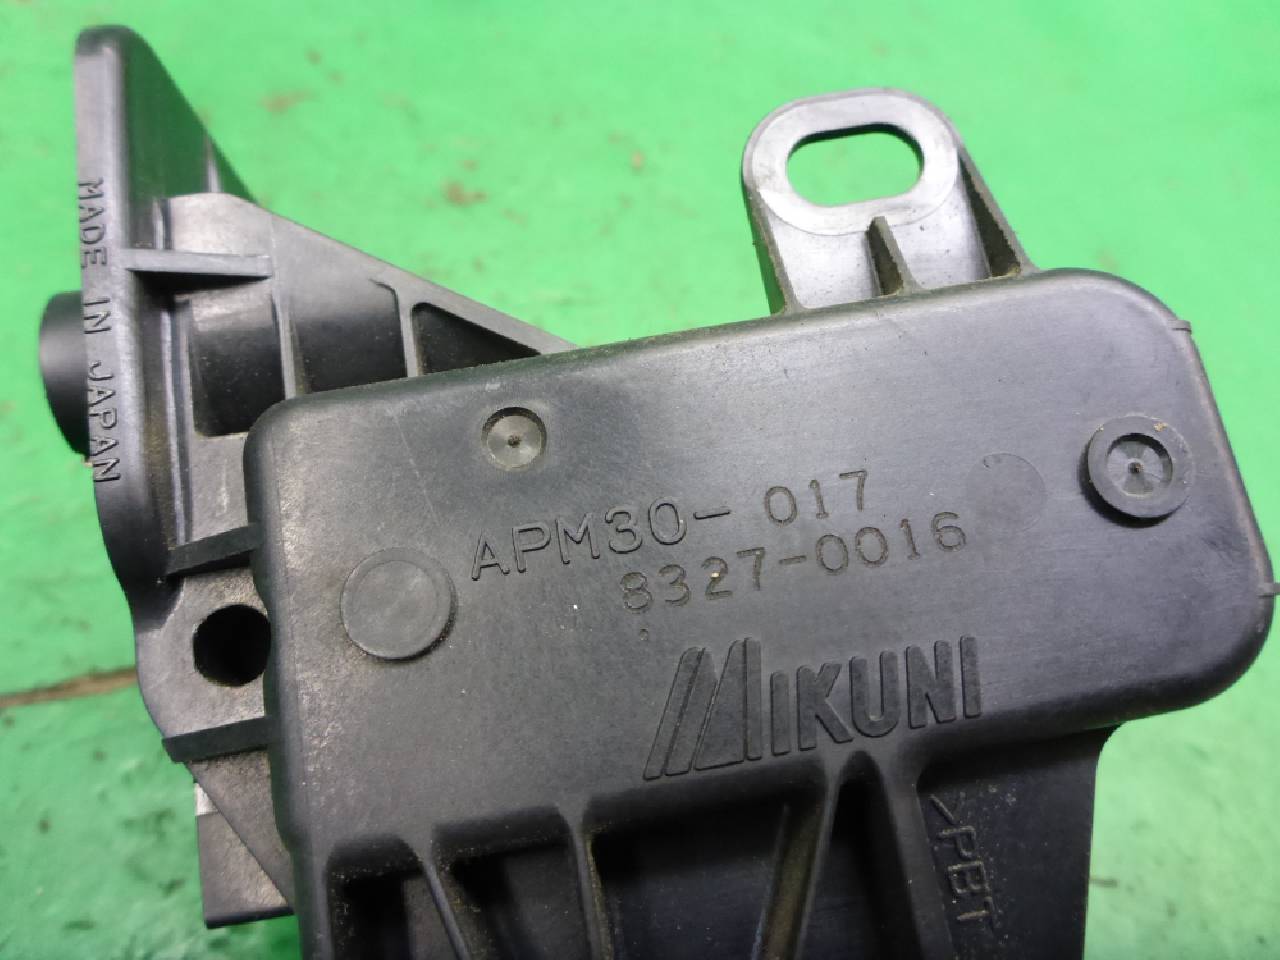 MADE IN JAPAN
APM30-017
8327-0016
MIKUNI
>PBT